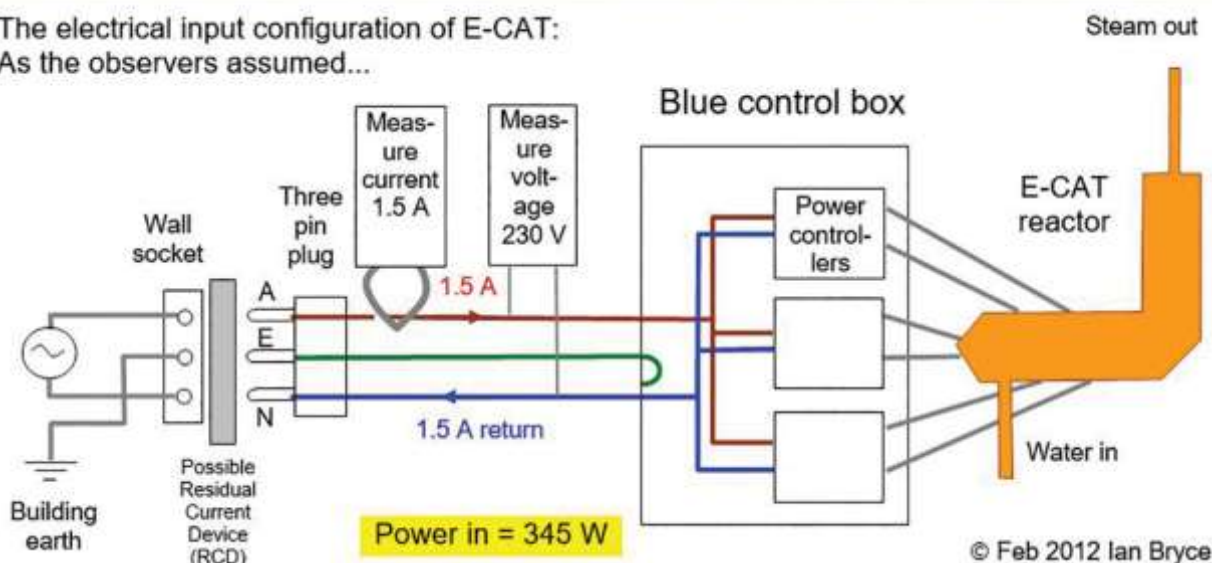 The electrical input configuration of E-CAT:
As the observers assumed...
Steam out
Blue control box
Meas-
ure
current
1.5 A
Meas-
ure
volt-
age
230 V
Three
pin
plug
Wall
socket
E-CAT
reactor
Power
control-
lers
A
1.5 A
E
N
1.5 A return
Water in
Possible
Residual
Current
Device
(RCD)
Building
earth
Power in = 345 W
© Feb 2012 Ian Bryce